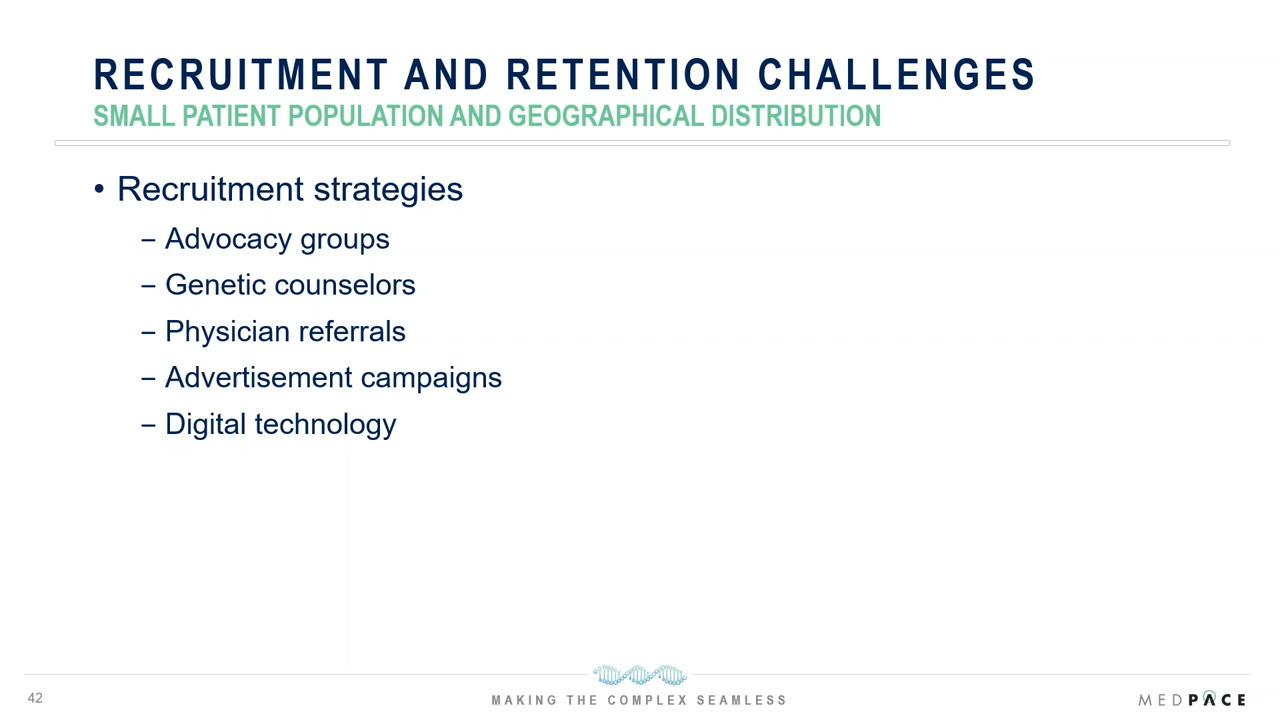 RECRUITMENT AND RETENTION CHALLENGES
SMALL PATIENT POPULATION AND GEOGRAPHICAL DISTRIBUTION
• Recruitment strategies
– Advocacy groups
– Genetic counselors
– Physician referrals
– Advertisement campaigns
– Digital technology
42
MAKING THE COMPLEX SEAMLESS
MEDPACE